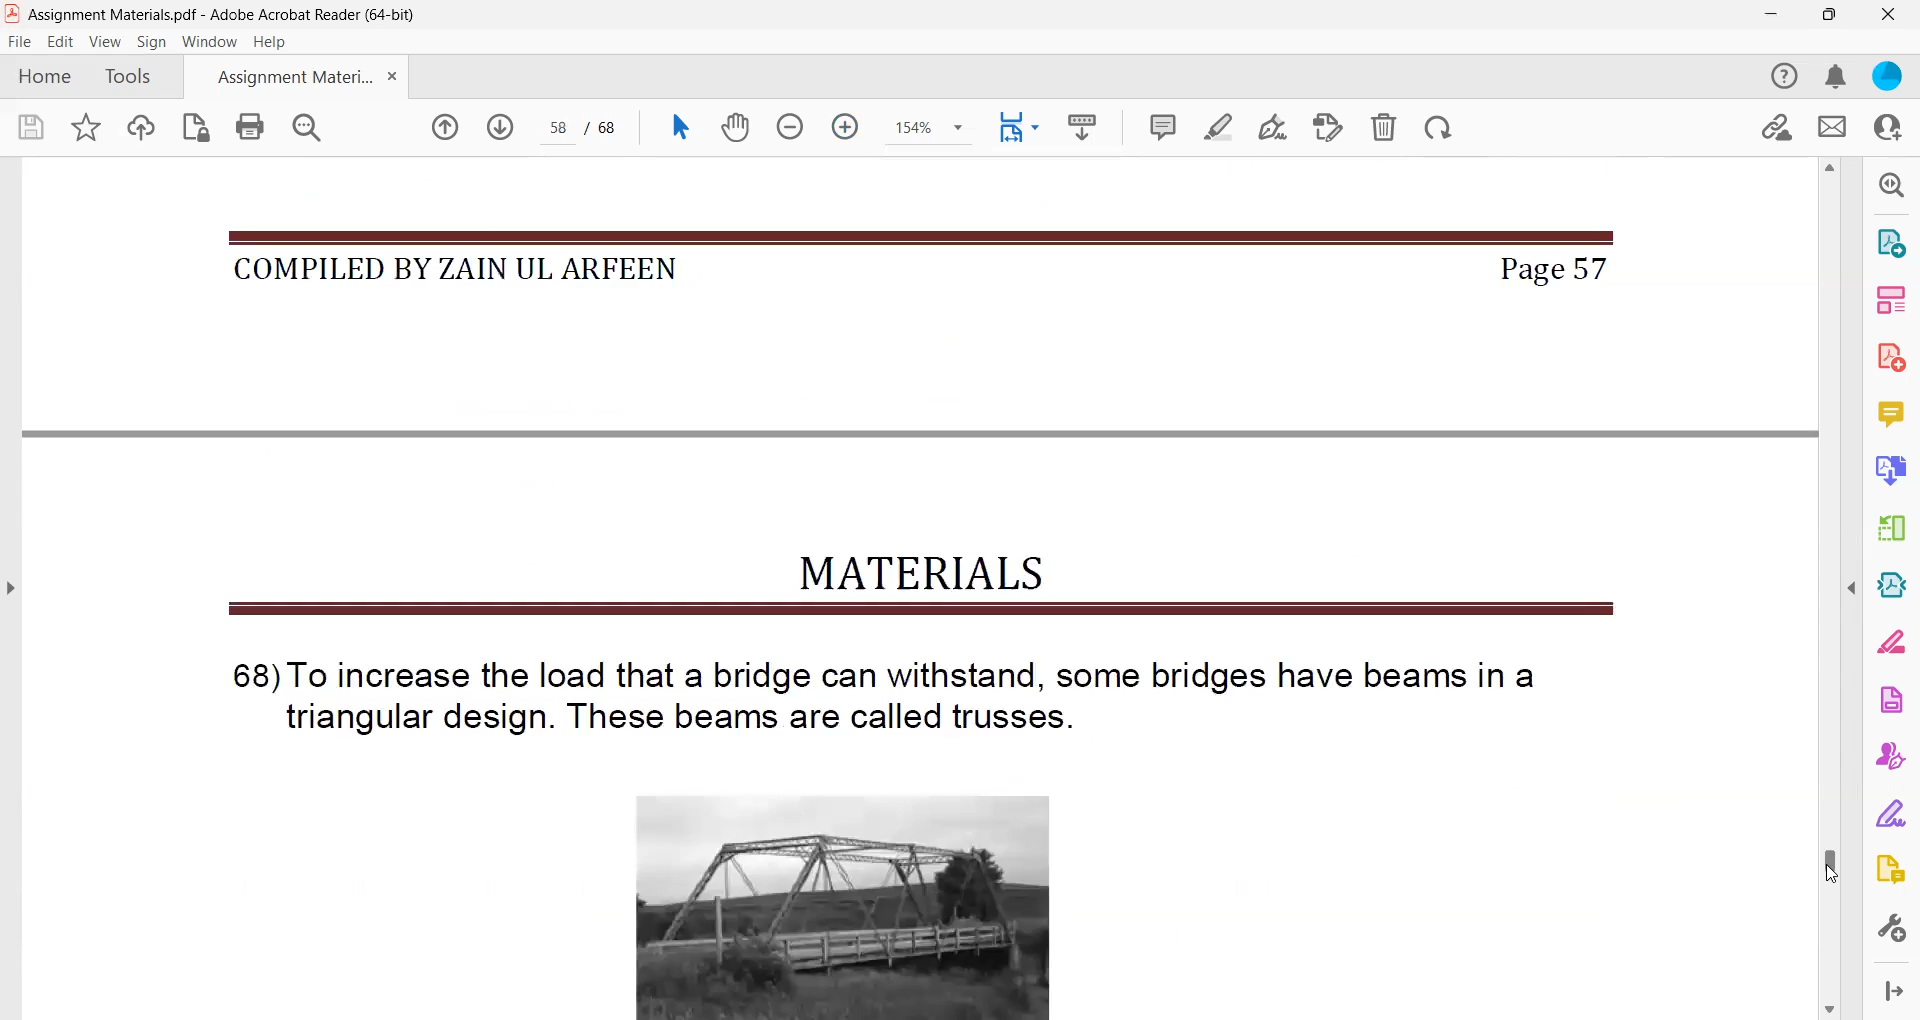 Assignment Materials.pdf - Adobe Acrobat Reader (64-bit)
File Edit View Sign Window Help
Home Tools Assignment Materi...
58 / 68 154%
COMPILED BY ZAIN UL ARFEEN Page 57
MATERIALS
68) To increase the load that a bridge can withstand, some bridges have beams in a
triangular design. These beams are called trusses.